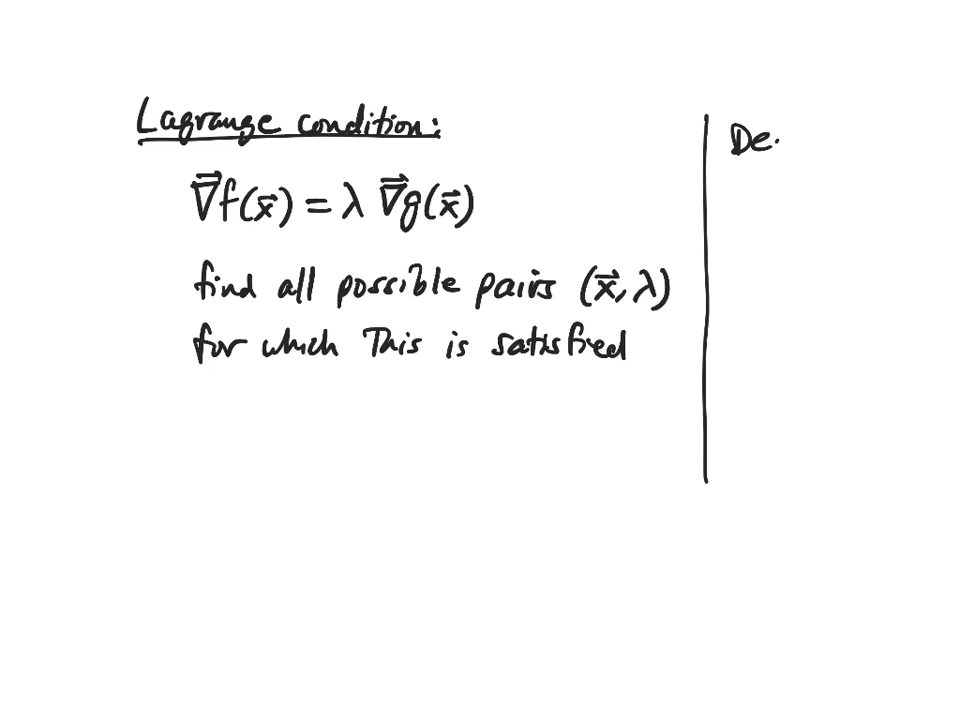 Lagrange condition:
∇⃗f(x⃗) = λ ∇⃗g(x⃗)
find all possible pairs (x⃗, λ)
for which This is satisfied
De.